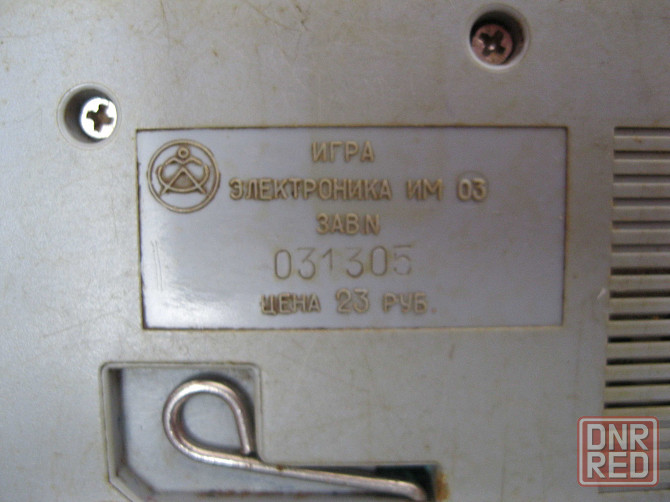 ИГРА
ЭЛЕКТРОНИКА ИМ 03
ЗАВ N
031305
ЦЕНА 23 РУБ.
DNR
RED